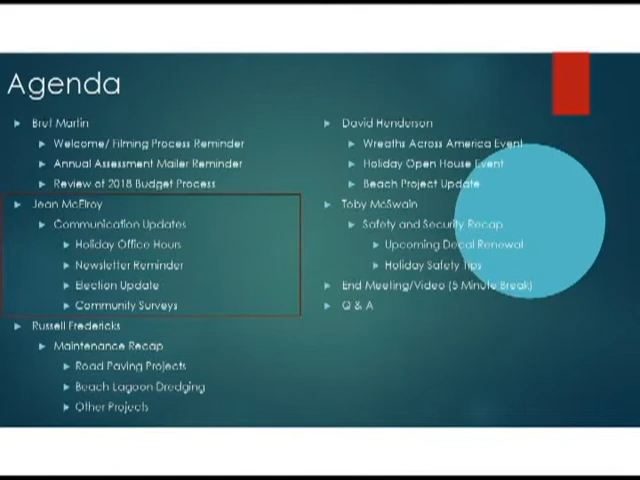 Agenda
Bret Martin
Welcome/ Filming Process Reminder
Annual Assessment Mailer Reminder
Review of 2018 Budget Process
Jean McElroy
Communication Updates
Holiday Office Hours
Newsletter Reminder
Election Update
Community Surveys
Russell Fredericks
Maintenance Recap
Road Paving Projects
Beach Lagoon Dredging
Other Projects
David Henderson
Wreaths Across America Event
Holiday Open House Event
Beach Project Update
Toby McSwain
Safety and Security Recap
Upcoming Decal Renewal
Holiday Safety Tips
End Meeting/Video (5 Minute Break)
Q & A